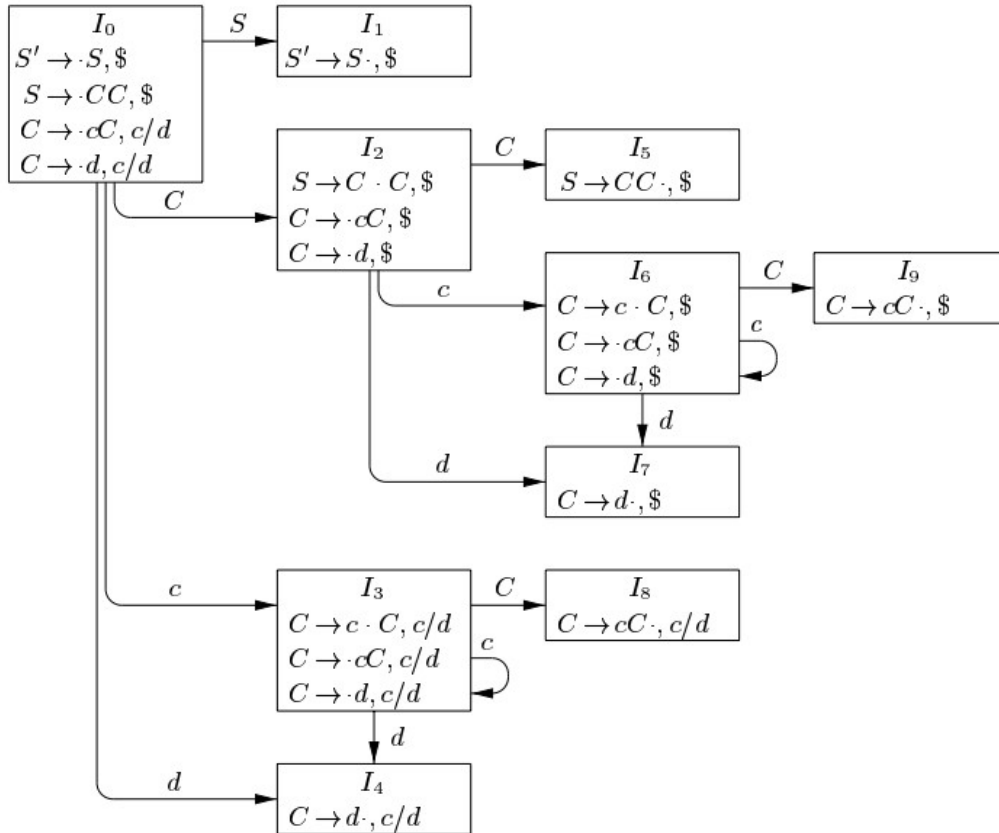 I₀
S′ → ·S, $
S → ·CC, $
C → ·cC, c/d
C → ·d, c/d
S
I₁
S′ → S·, $
C
I₂
S → C · C, $
C → ·cC, $
C → ·d, $
C
I₅
S → CC·, $
c
I₆
C → c · C, $
C → ·cC, $
C → ·d, $
C
I₉
C → cC·, $
c
d
d
I₇
C → d·, $
c
I₃
C → c · C, c/d
C → ·cC, c/d
C → ·d, c/d
C
I₈
C → cC·, c/d
c
d
d
I₄
C → d·, c/d